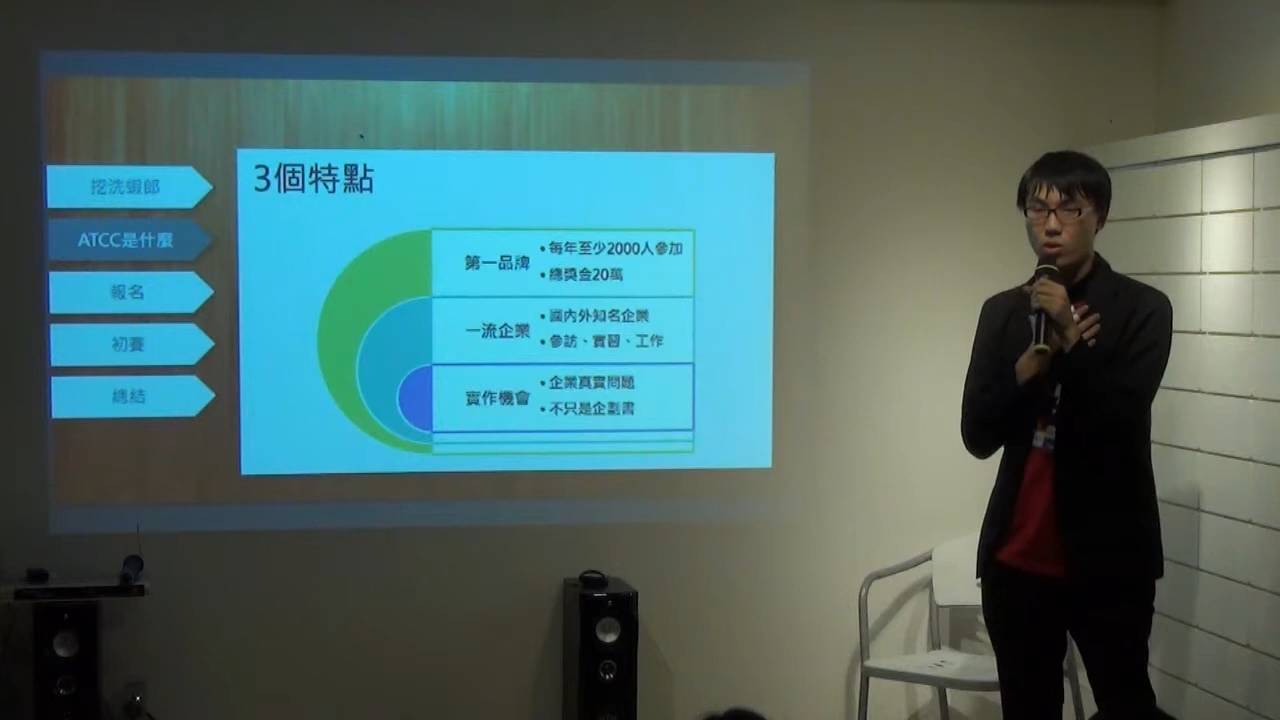 挖洗蝦郎
ATCC是什麼
報名
初賽
總結
3個特點
第一品牌
•每年至少2000人參加
•總獎金20萬
一流企業
•國內外知名企業
•參訪、實習、工作
實作機會
•企業真實問題
•不只是企劃書